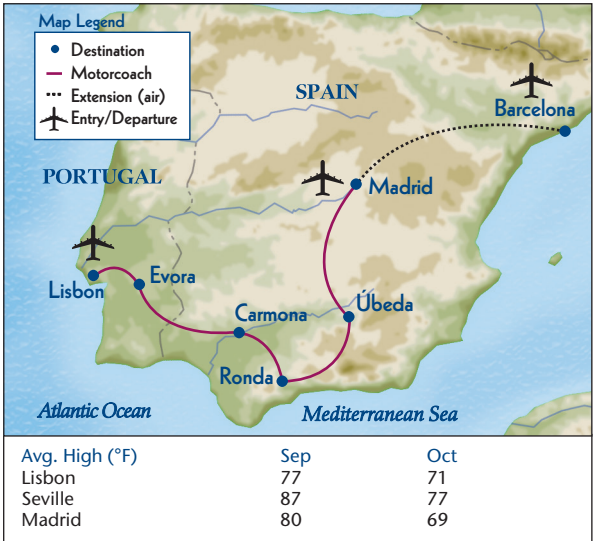 Map Legend
Destination
Motorcoach
Extension (air)
Entry/Departure
SPAIN
Barcelona
PORTUGAL
Madrid
Lisbon
Evora
Carmona
Úbeda
Ronda
Atlantic Ocean
Mediterranean Sea
Avg. High (°F) Sep Oct
Lisbon 77 71
Seville 87 77
Madrid 80 69